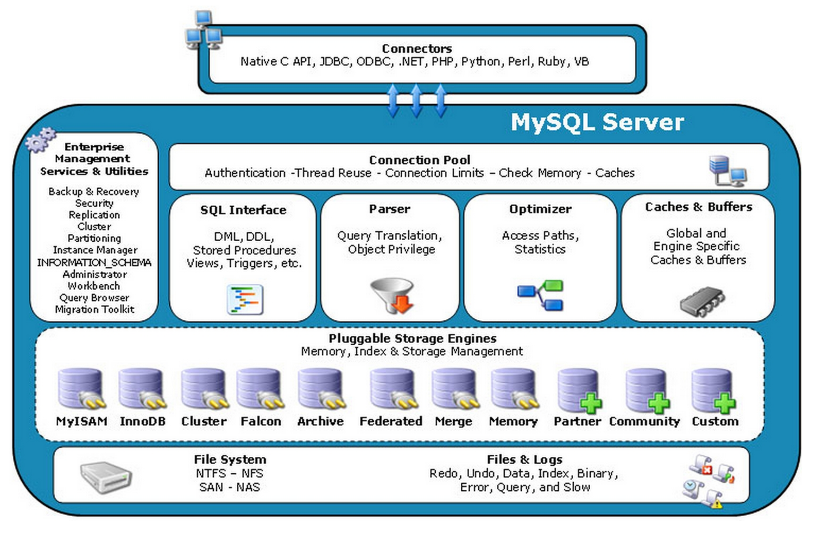 Connectors
Native C API, JDBC, ODBC, .NET, PHP, Python, Perl, Ruby, VB
MySQL Server
Enterprise
Management
Services & Utilities
Backup & Recovery
Security
Replication
Cluster
Partitioning
Instance Manager
INFORMATION_SCHEMA
Administrator
Workbench
Query Browser
Migration Toolkit
Connection Pool
Authentication -Thread Reuse - Connection Limits – Check Memory - Caches
SQL Interface
DML, DDL,
Stored Procedures
Views, Triggers, etc.
Parser
Query Translation,
Object Privilege
Optimizer
Access Paths,
Statistics
Caches & Buffers
Global and
Engine Specific
Caches & Buffers
Pluggable Storage Engines
Memory, Index & Storage Management
MyISAM InnoDB Cluster Falcon Archive Federated Merge Memory Partner Community Custom
File System
NTFS – NFS
SAN - NAS
Files & Logs
Redo, Undo, Data, Index, Binary,
Error, Query, and Slow